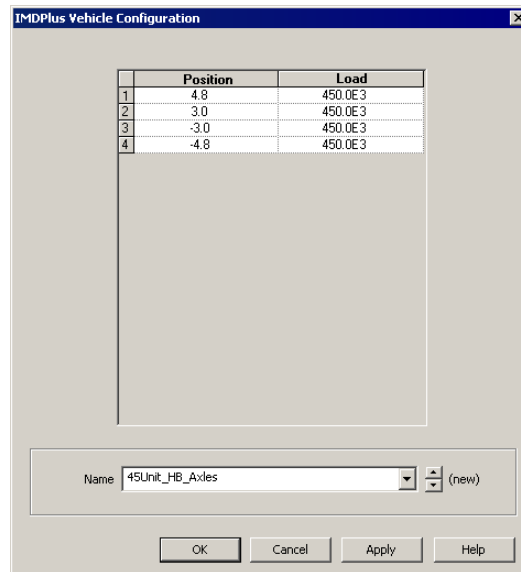 IMDPlus Vehicle Configuration
Position Load
1 4.8 450.0E3
2 3.0 450.0E3
3 -3.0 450.0E3
4 -4.8 450.0E3
Name 45Unit_HB_Axles (new)
OK Cancel Apply Help